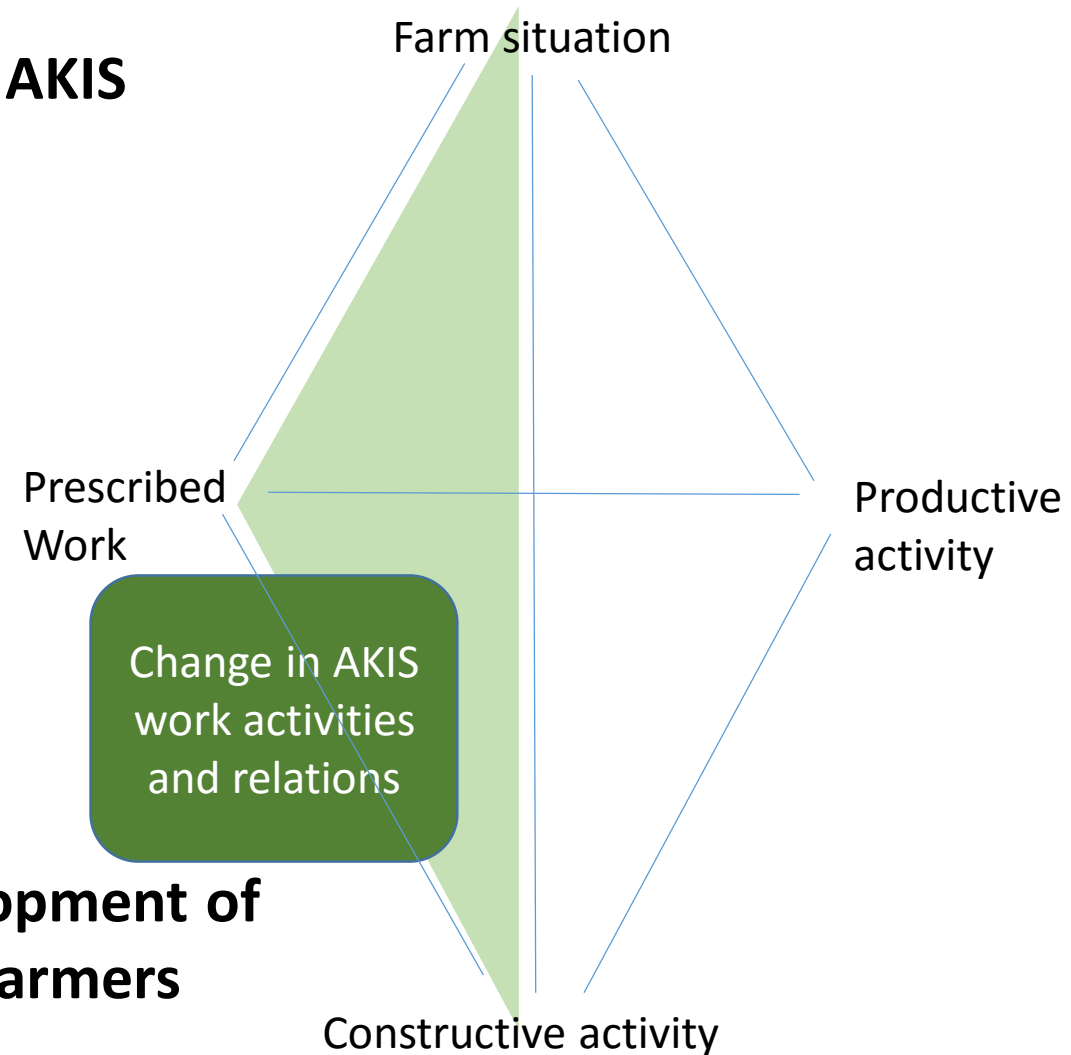 Farm situation
AKIS
Prescribed
Work
Productive
activity
Change in AKIS
work activities
and relations
opment of
armers
Constructive activity